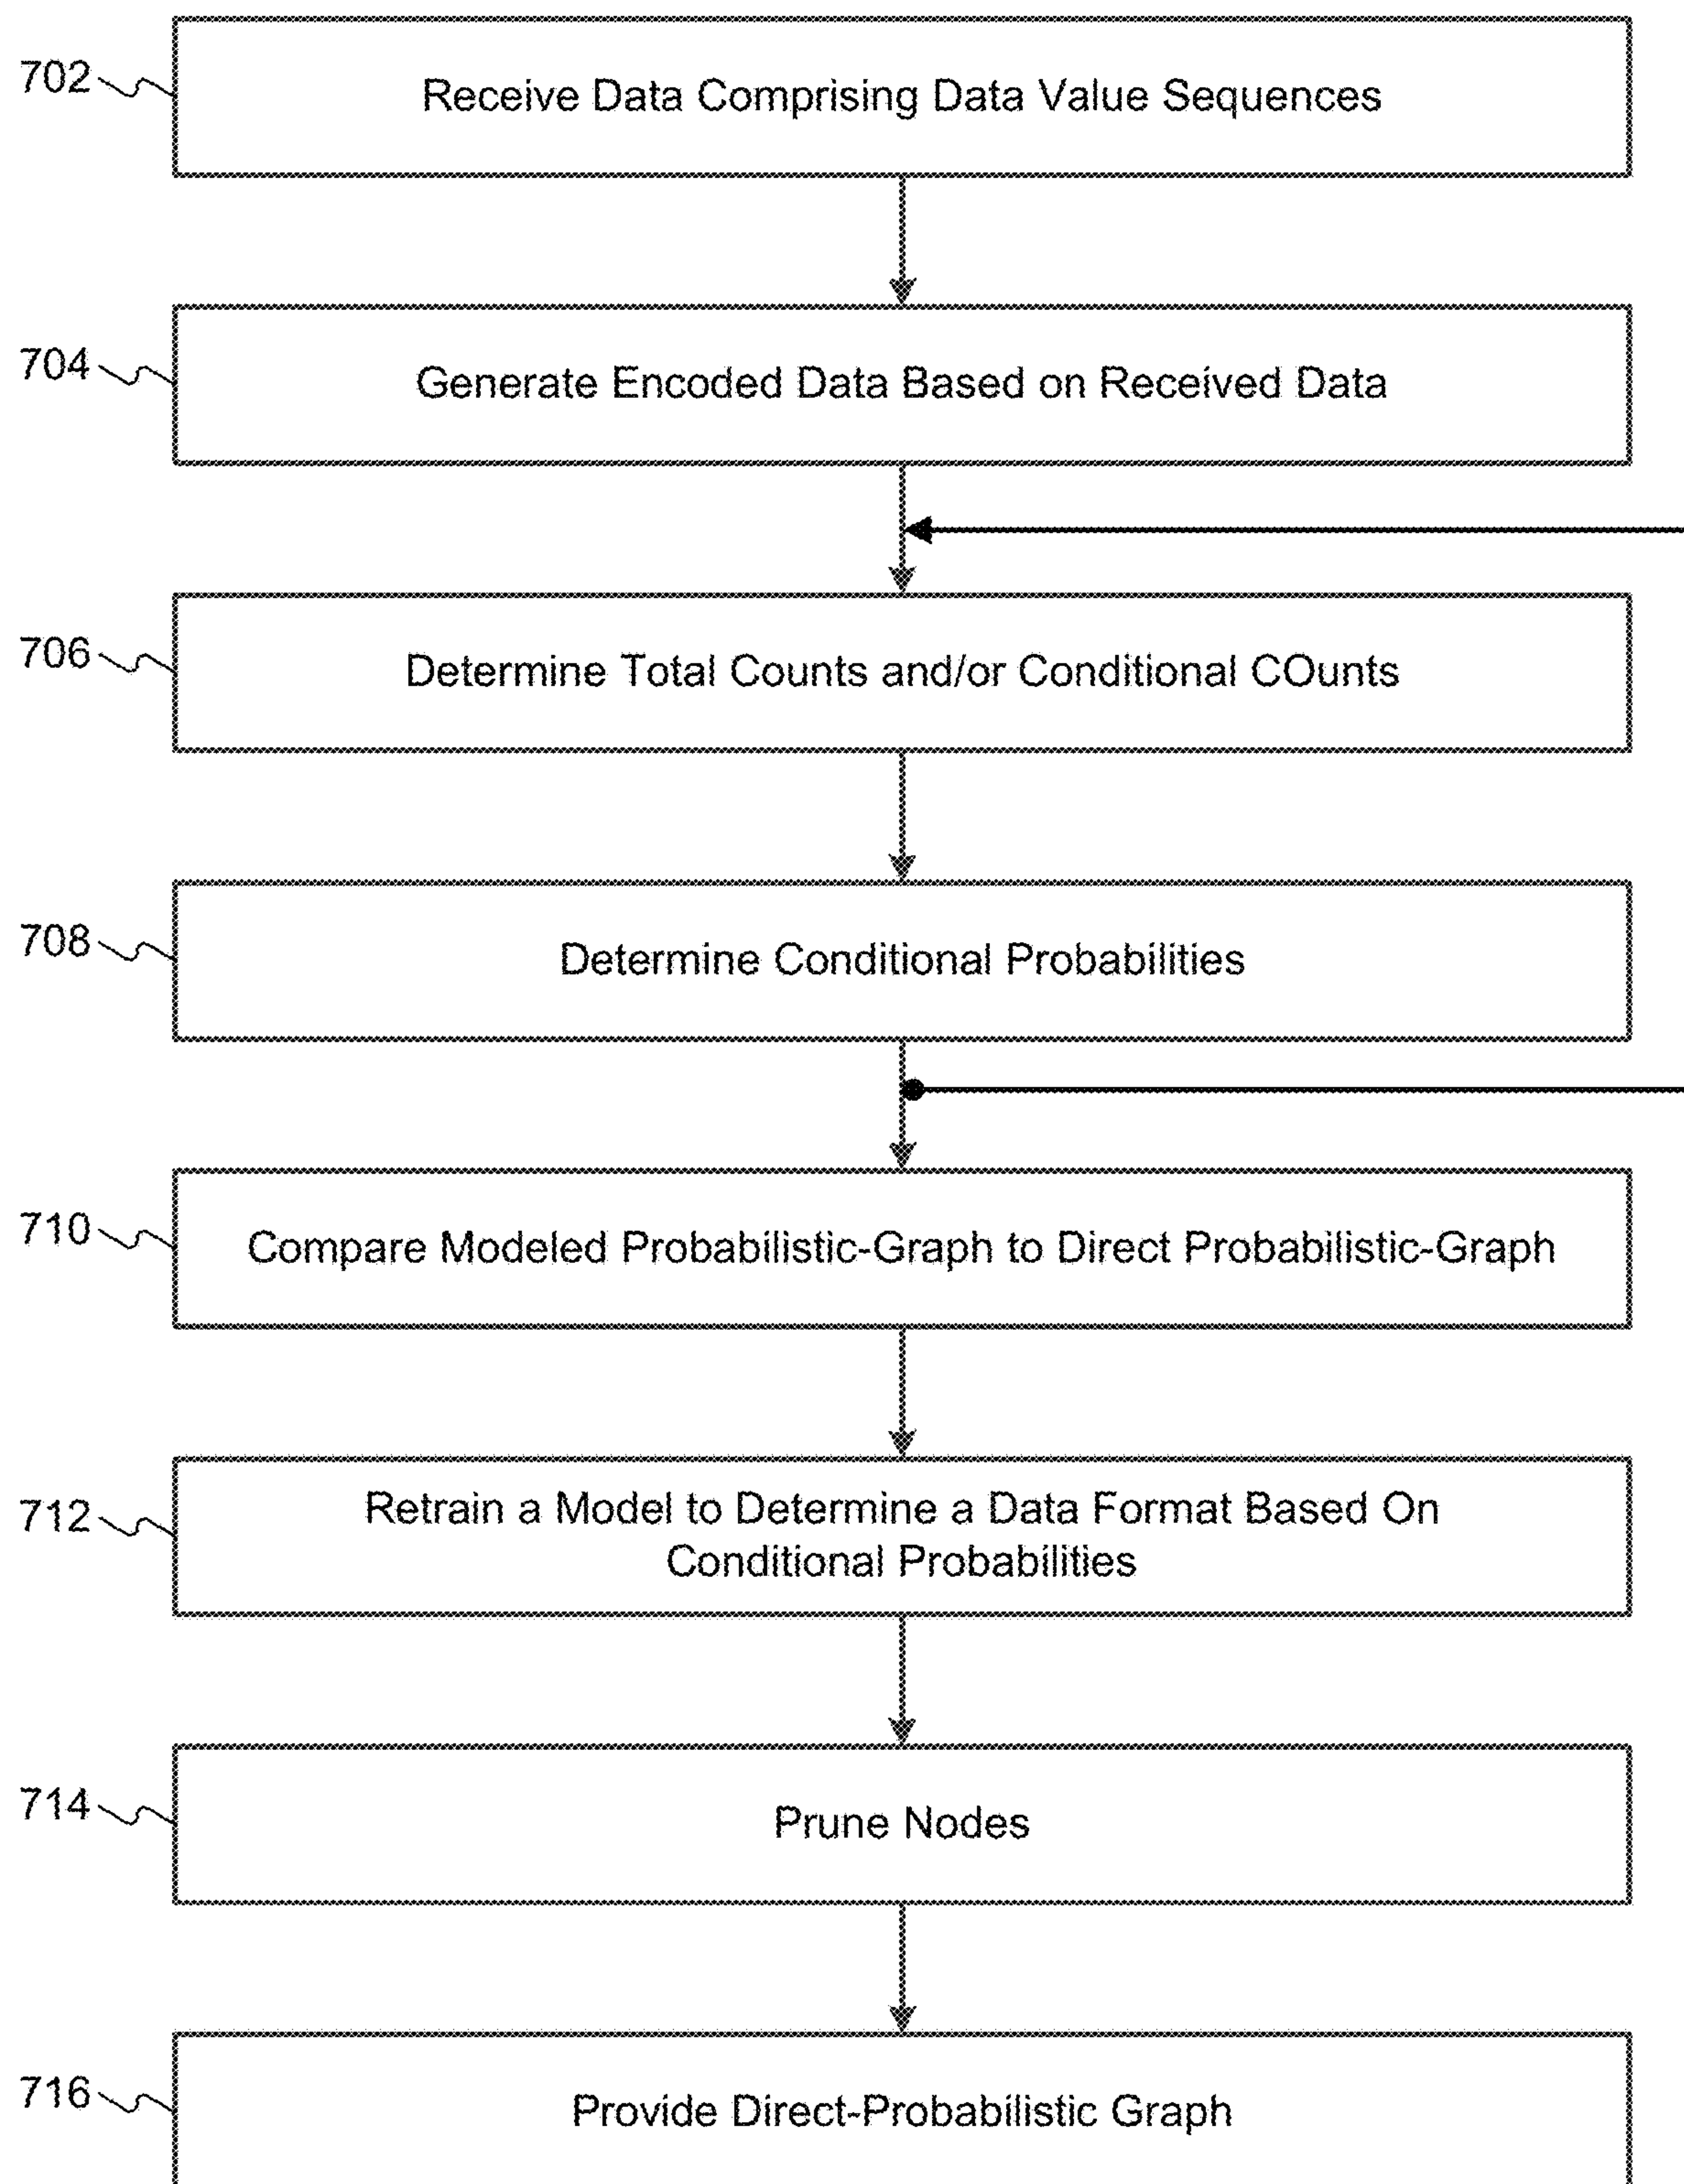 702
Receive Data Comprising Data Value Sequences
704
Generate Encoded Data Based on Received Data
706
Determine Total Counts and/or Conditional COunts
708
Determine Conditional Probabilities
710
Compare Modeled Probabilistic-Graph to Direct Probabilistic-Graph
712
Retrain a Model to Determine a Data Format Based On
Conditional Probabilities
714
Prune Nodes
716
Provide Direct-Probabilistic Graph